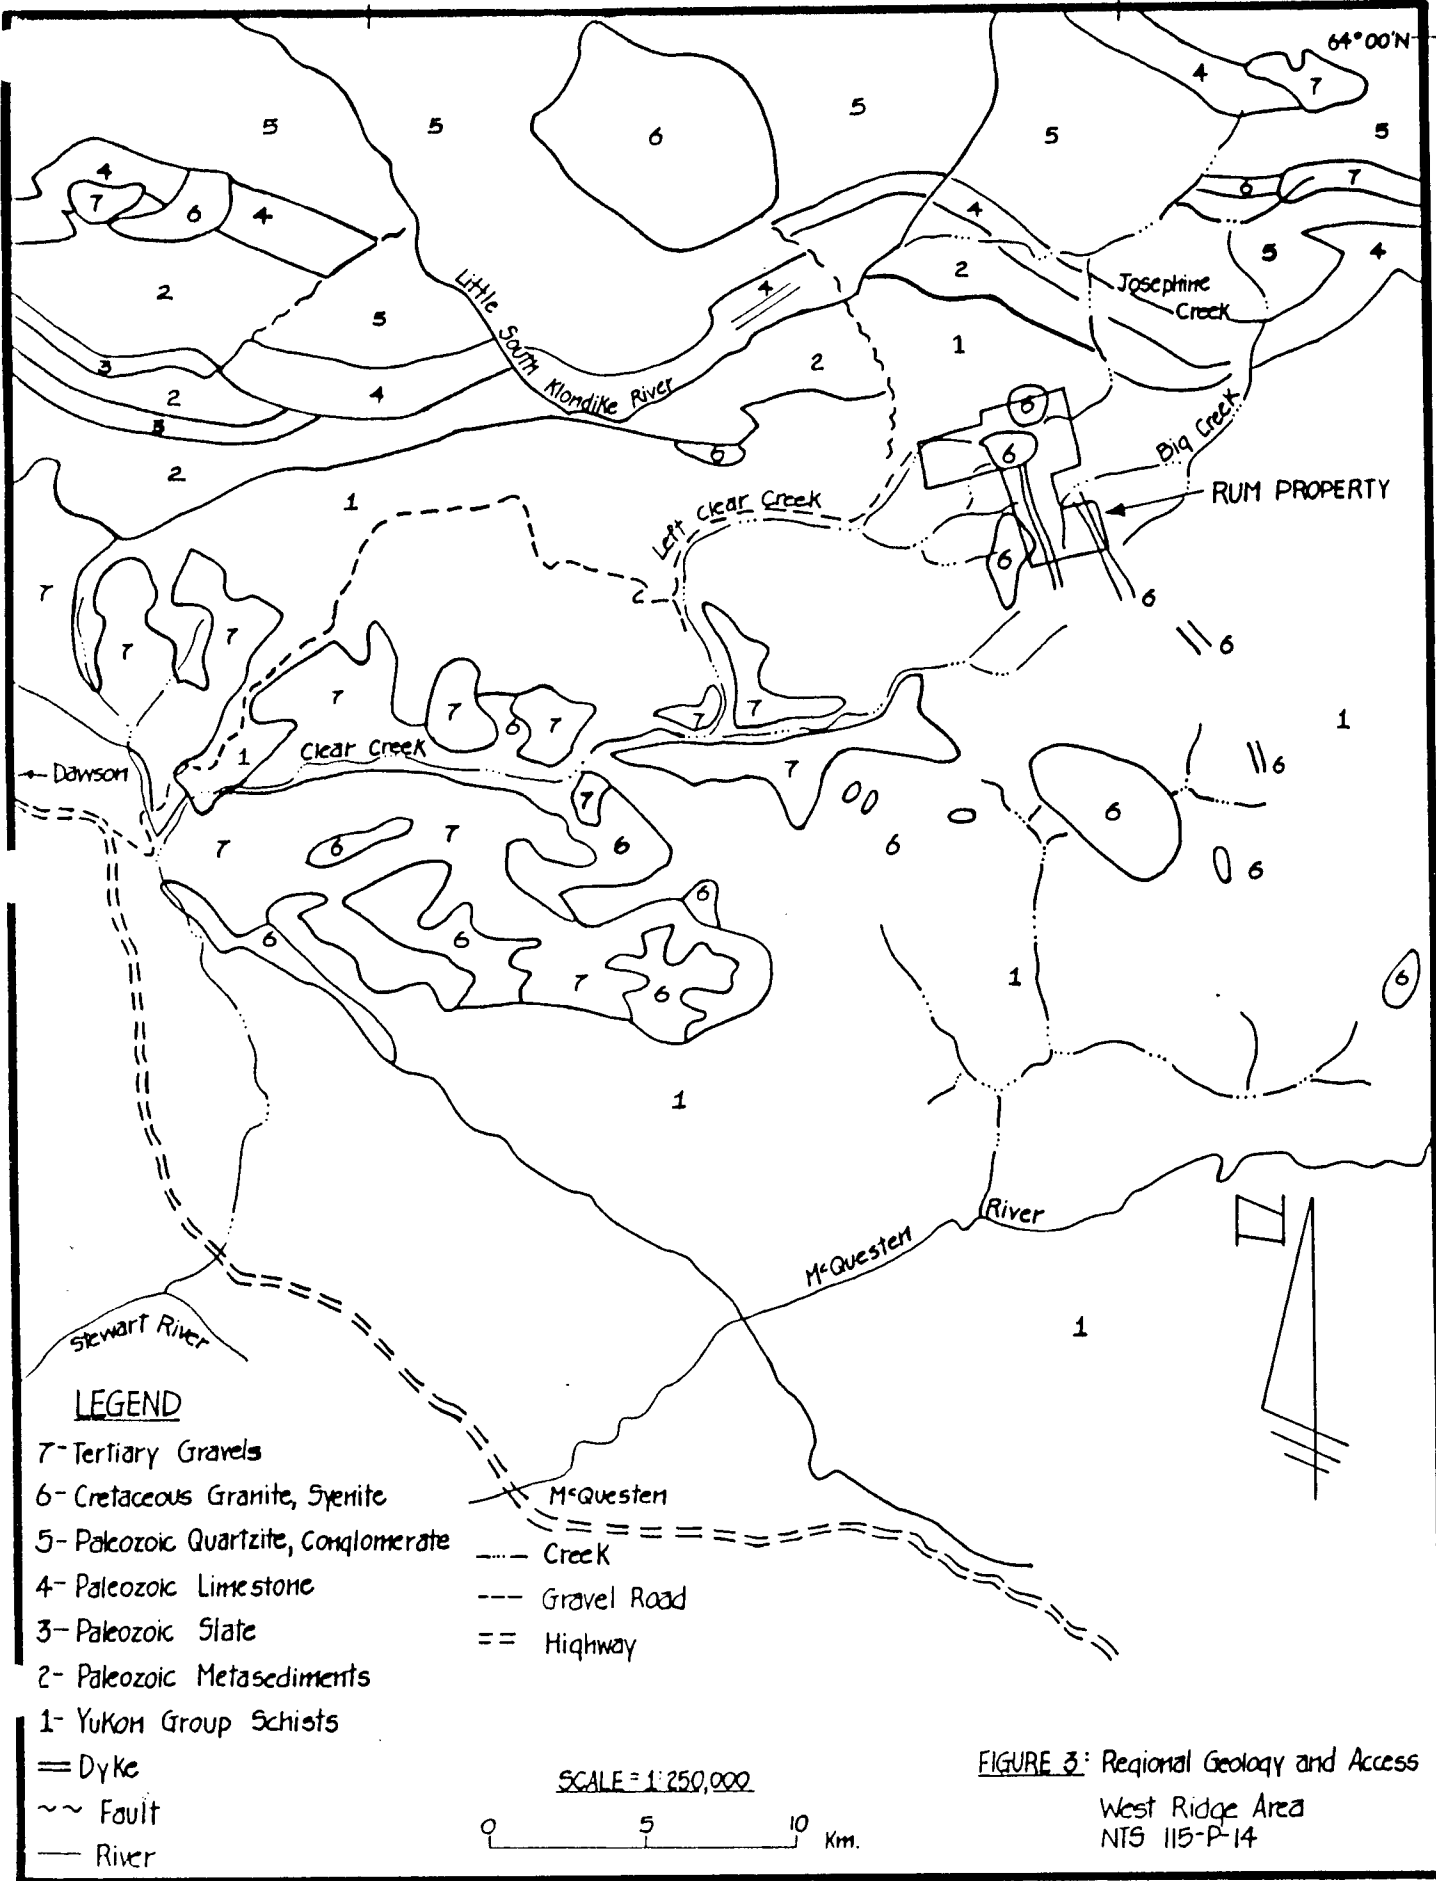 64°00'N
5
5
6
5
5
4
7
5
4
7
6
4
6
7
4
5
4
2
2
Josephine
Creek
Little
South
Klondike River
5
4
3
2
3
4
2
1
2
6
6
6
Big Creek
RUM PROPERTY
1
Left Clear Creek
6
7
7
7
6
6
7
7
6
7
7
7
1
1
Clear Creek
← Dawson
7
6
6
7
7
6
7
6
6
6
6
6
6
7
6
1
6
1
River
McQuesten
1
Stewart River
LEGEND
7- Tertiary Gravels
6- Cretaceous Granite, Syenite
5- Paleozoic Quartzite, Conglomerate
4- Paleozoic Limestone
3- Paleozoic Slate
2- Paleozoic Metasediments
1- Yukon Group Schists
Dyke
~~ Fault
River
McQuesten
Creek
Gravel Road
Highway
SCALE = 1:250,000
0 5 10 Km.
FIGURE 3: Regional Geology and Access
West Ridge Area
NTS 115-P-14